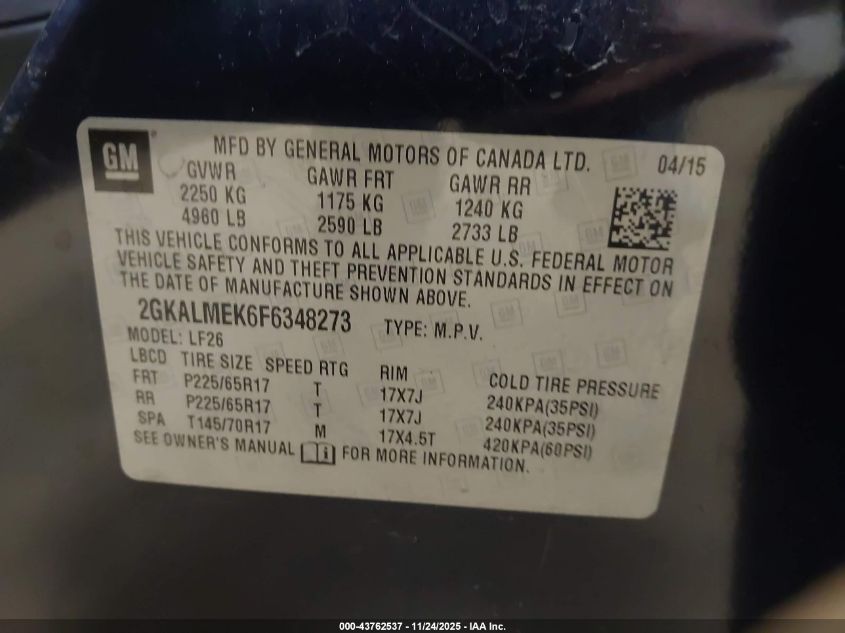 GM
MFD BY GENERAL MOTORS OF CANADA LTD. 04/15
GVWR GAWR FRT GAWR RR
2250 KG 1175 KG 1240 KG
4960 LB 2590 LB 2733 LB
THIS VEHICLE CONFORMS TO ALL APPLICABLE U.S. FEDERAL MOTOR
VEHICLE SAFETY AND THEFT PREVENTION STANDARDS IN EFFECT ON
THE DATE OF MANUFACTURE SHOWN ABOVE.
2GKALMEK6F6348273 TYPE: M.P.V.
MODEL: LF26
LBCD TIRE SIZE SPEED RTG RIM COLD TIRE PRESSURE
FRT P225/65R17 T 17X7J 240KPA(35PSI)
RR P225/65R17 T 17X7J 240KPA(35PSI)
SPA T145/70R17 M 17X4.5T 420KPA(60PSI)
SEE OWNER'S MANUAL FOR MORE INFORMATION.
000-43762537 - 11/24/2025 - IAA Inc.